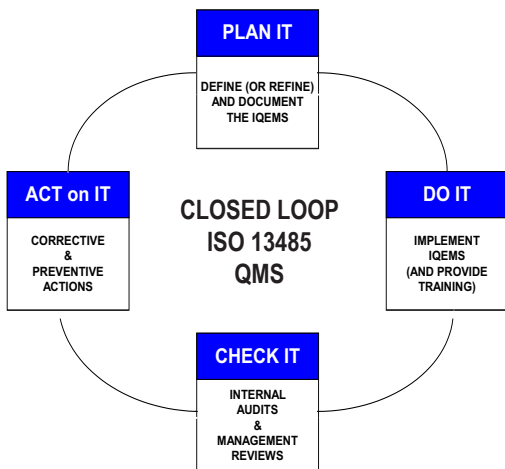 PLAN IT
DEFINE (OR REFINE)
AND DOCUMENT
THE IQEMS
ACT on IT
CORRECTIVE
&
PREVENTIVE
ACTIONS
CLOSED LOOP
ISO 13485
QMS
DO IT
IMPLEMENT
IQEMS
(AND PROVIDE
TRAINING)
CHECK IT
INTERNAL
AUDITS
&
MANAGEMENT
REVIEWS